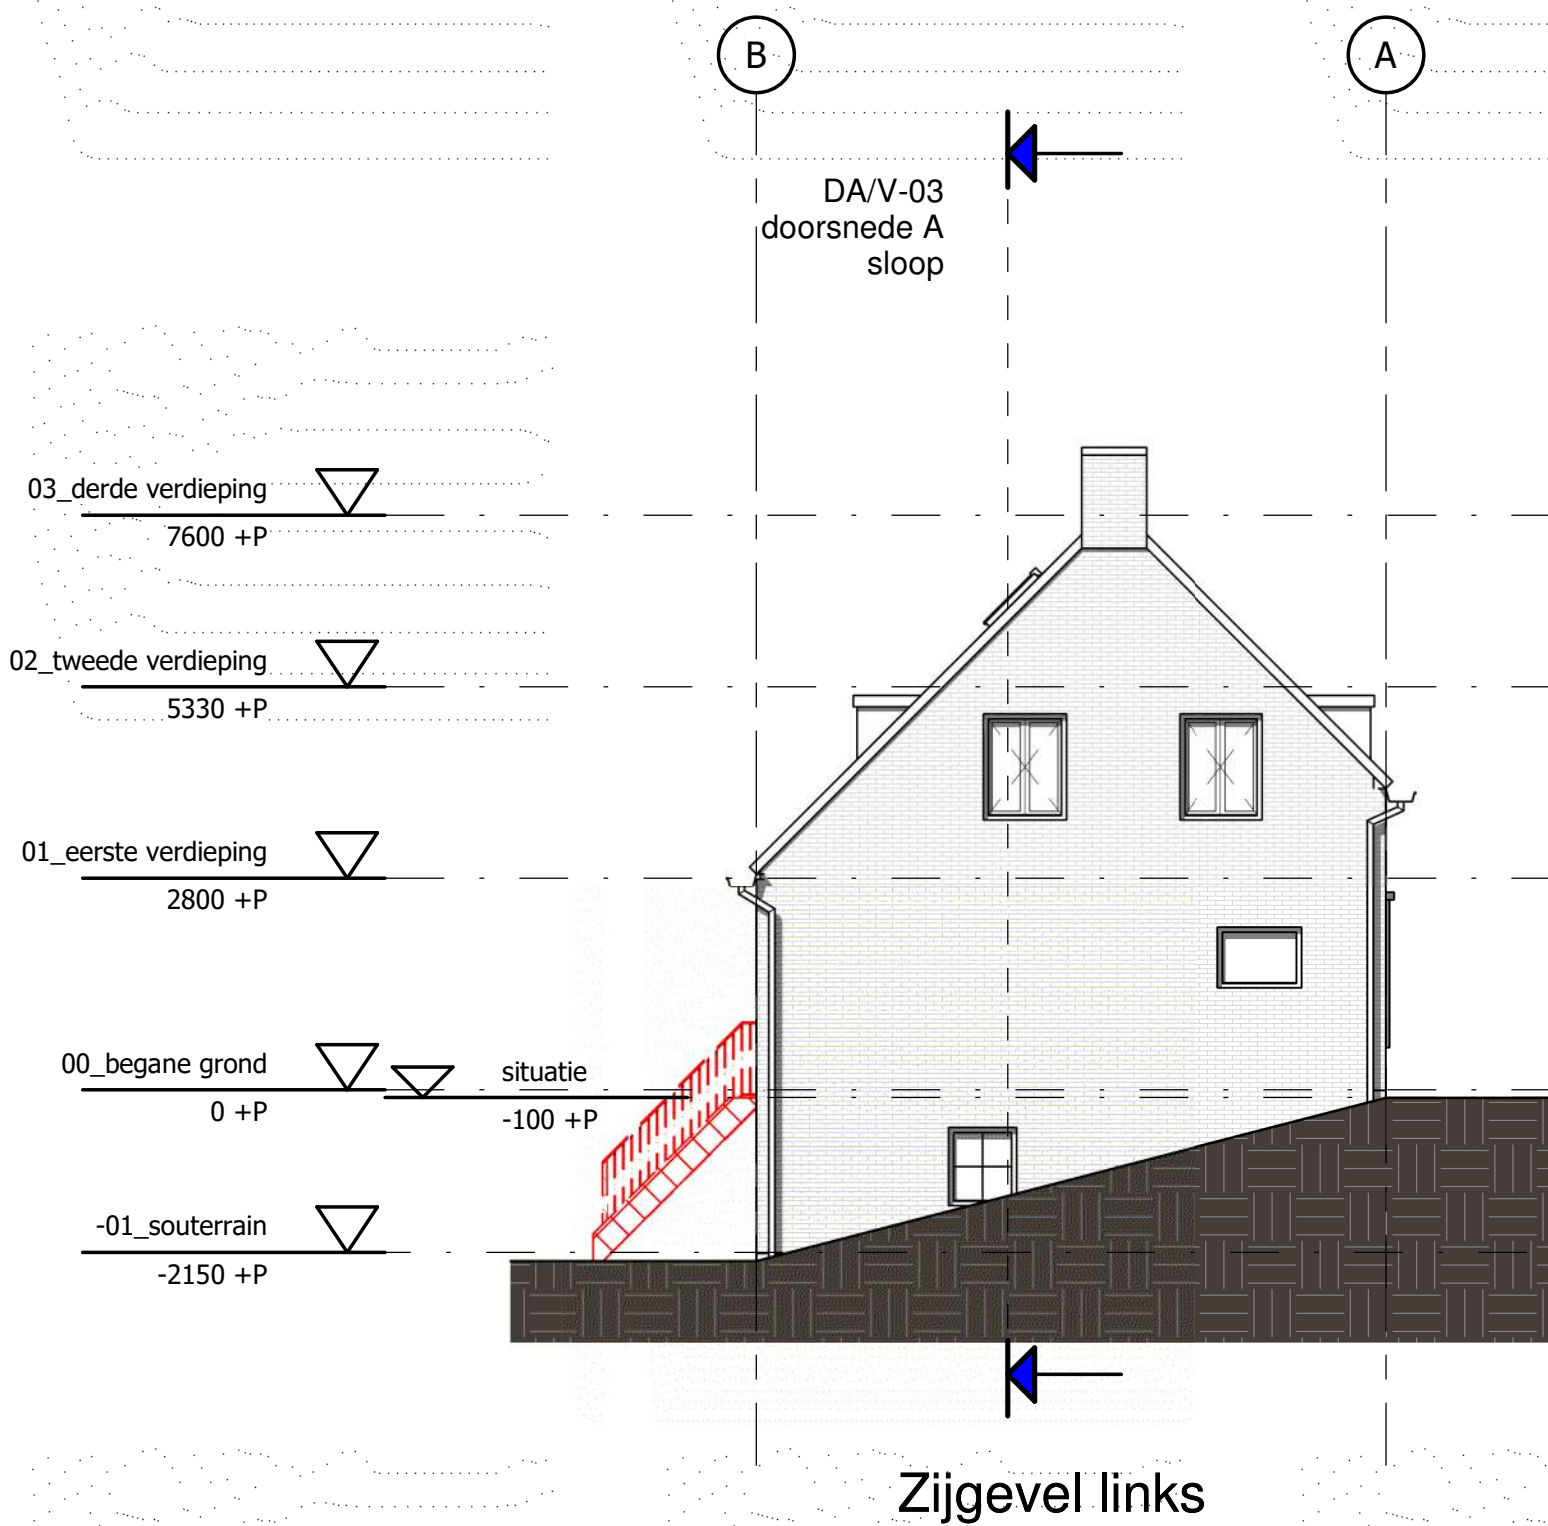 B
A
DA/V-03
doorsnede A
sloop
03_derde verdieping
7600 +P
02_tweede verdieping
5330 +P
01_eerste verdieping
2800 +P
00_begane grond
0 +P
situatie
-100 +P
-01_souterrain
-2150 +P
Zijgevel links